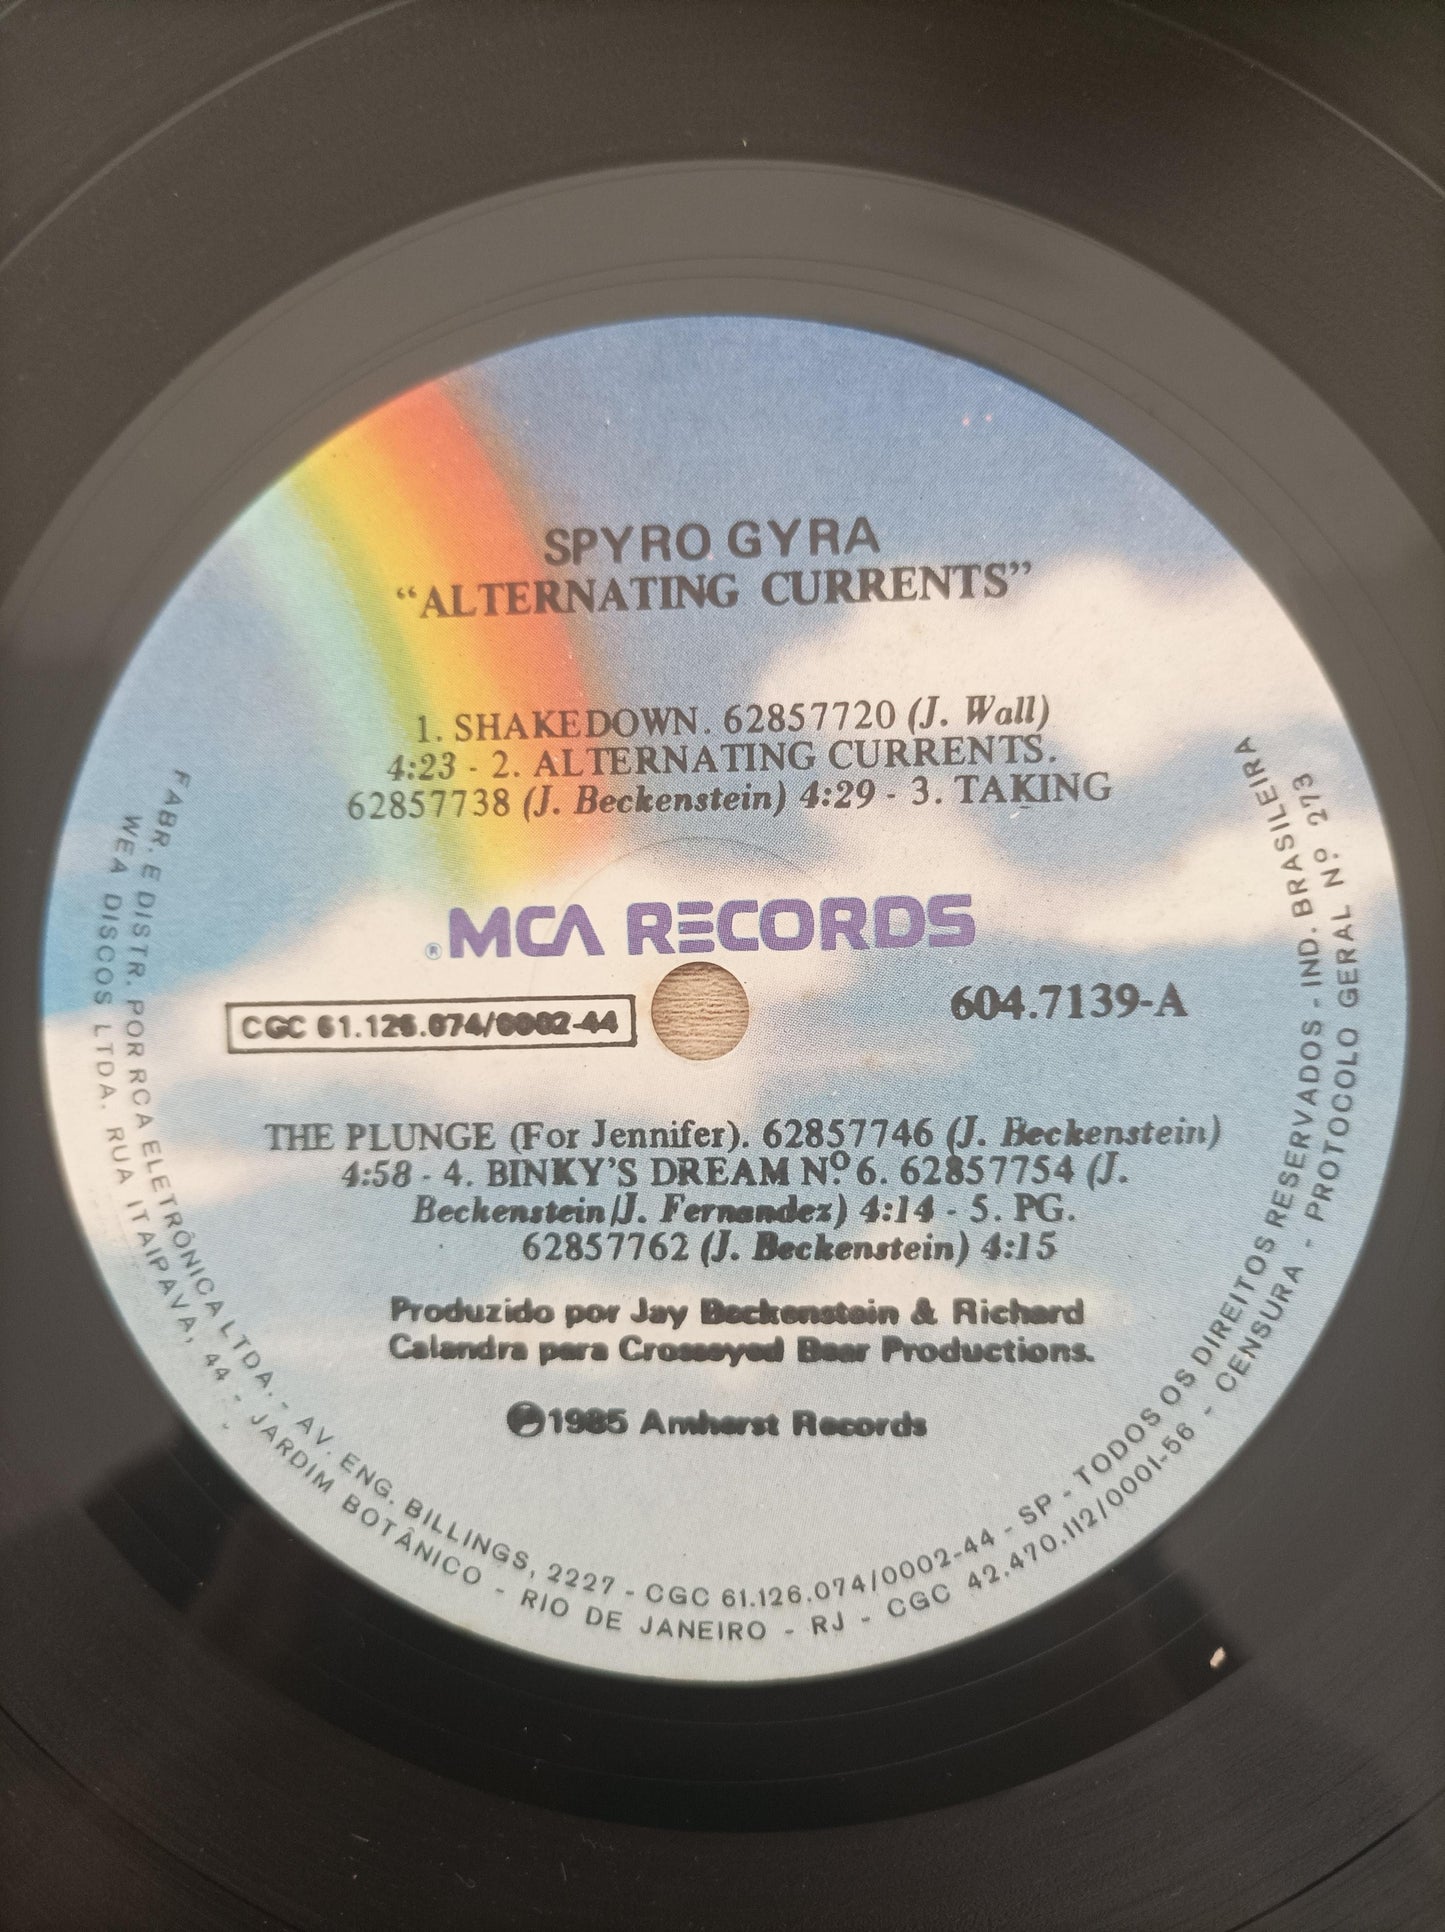 SPYRO GYRA
“ALTERNATING CURRENTS”
1. SHAKEDOWN. 62857720 (J. Wall)
4:23 - 2. ALTERNATING CURRENTS.
62857738 (J. Beckenstein) 4:29 - 3. TAKING
® MCA RECORDS
CGC 61.126.074/0002-44
604.7139-A
THE PLUNGE (For Jennifer). 62857746 (J. Beckenstein)
4:58 - 4. BINKY'S DREAM Nº 6. 62857754 (J.
Beckenstein/J. Fernandez) 4:14 - 5. PG.
62857762 (J. Beckenstein) 4:15
Produzido por Jay Beckenstein & Richard
Calandra para Crosseyed Bear Productions.
℗ 1985 Amherst Records
FABR. E DISTR. POR RCA ELETRÔNICA LTDA. - AV. ENG. BILLINGS, 2227 - CGC 61.126.074/0002-44 - SP - TODOS OS DIREITOS RESERVADOS - IND. BRASILEIRA
WEA DISCOS LTDA. RUA ITAIPAVA, 44 - JARDIM BOTÂNICO - RIO DE JANEIRO - RJ - CGC 42.470.112/0001-56 - CENSURA - PROTOCOLO GERAL Nº 273